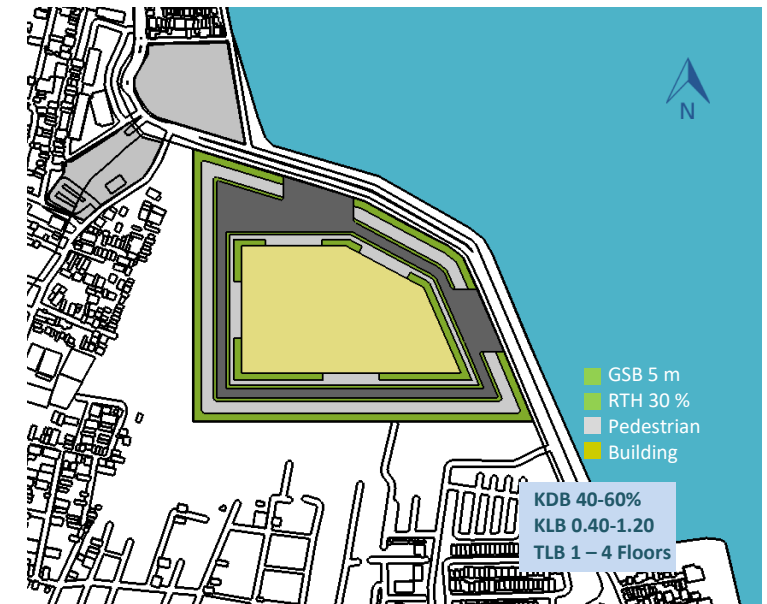 N
GSB 5 m
RTH 30 %
Pedestrian
Building
KDB 40-60%
KLB 0.40-1.20
TLB 1 – 4 Floors